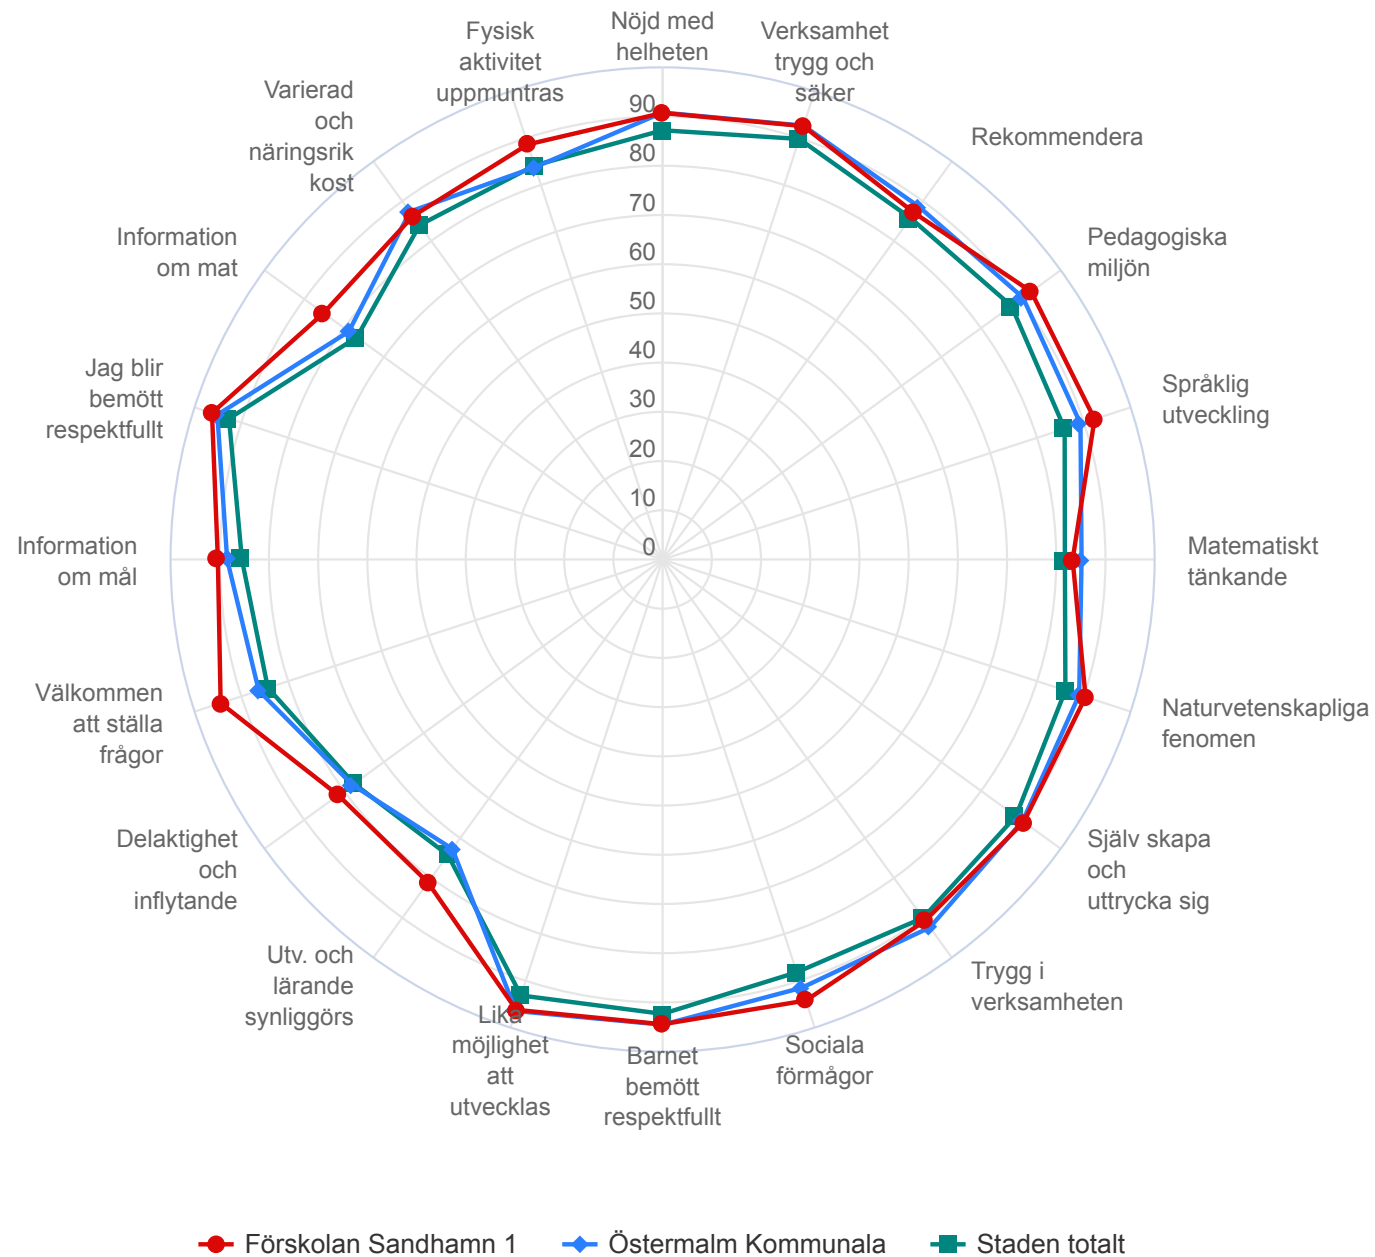 Nöjd med
helheten
Verksamhet
trygg och
säker
Rekommendera
Pedagogiska
miljön
Språklig
utveckling
Matematiskt
tänkande
Naturvetenskapliga
fenomen
Själv skapa
och
uttrycka sig
Trygg i
verksamheten
Sociala
förmågor
Barnet
bemött
respektfullt
Lika
möjlighet
att
utvecklas
Utv. och
lärande
synliggörs
Delaktighet
och
inflytande
Välkommen
att ställa
frågor
Information
om mål
Jag blir
bemött
respektfullt
Information
om mat
Varierad
och
näringsrik
kost
Fysisk
aktivitet
uppmuntras
90
80
70
60
50
40
30
20
10
0
Förskolan Sandhamn 1
Östermalm Kommunala
Staden totalt